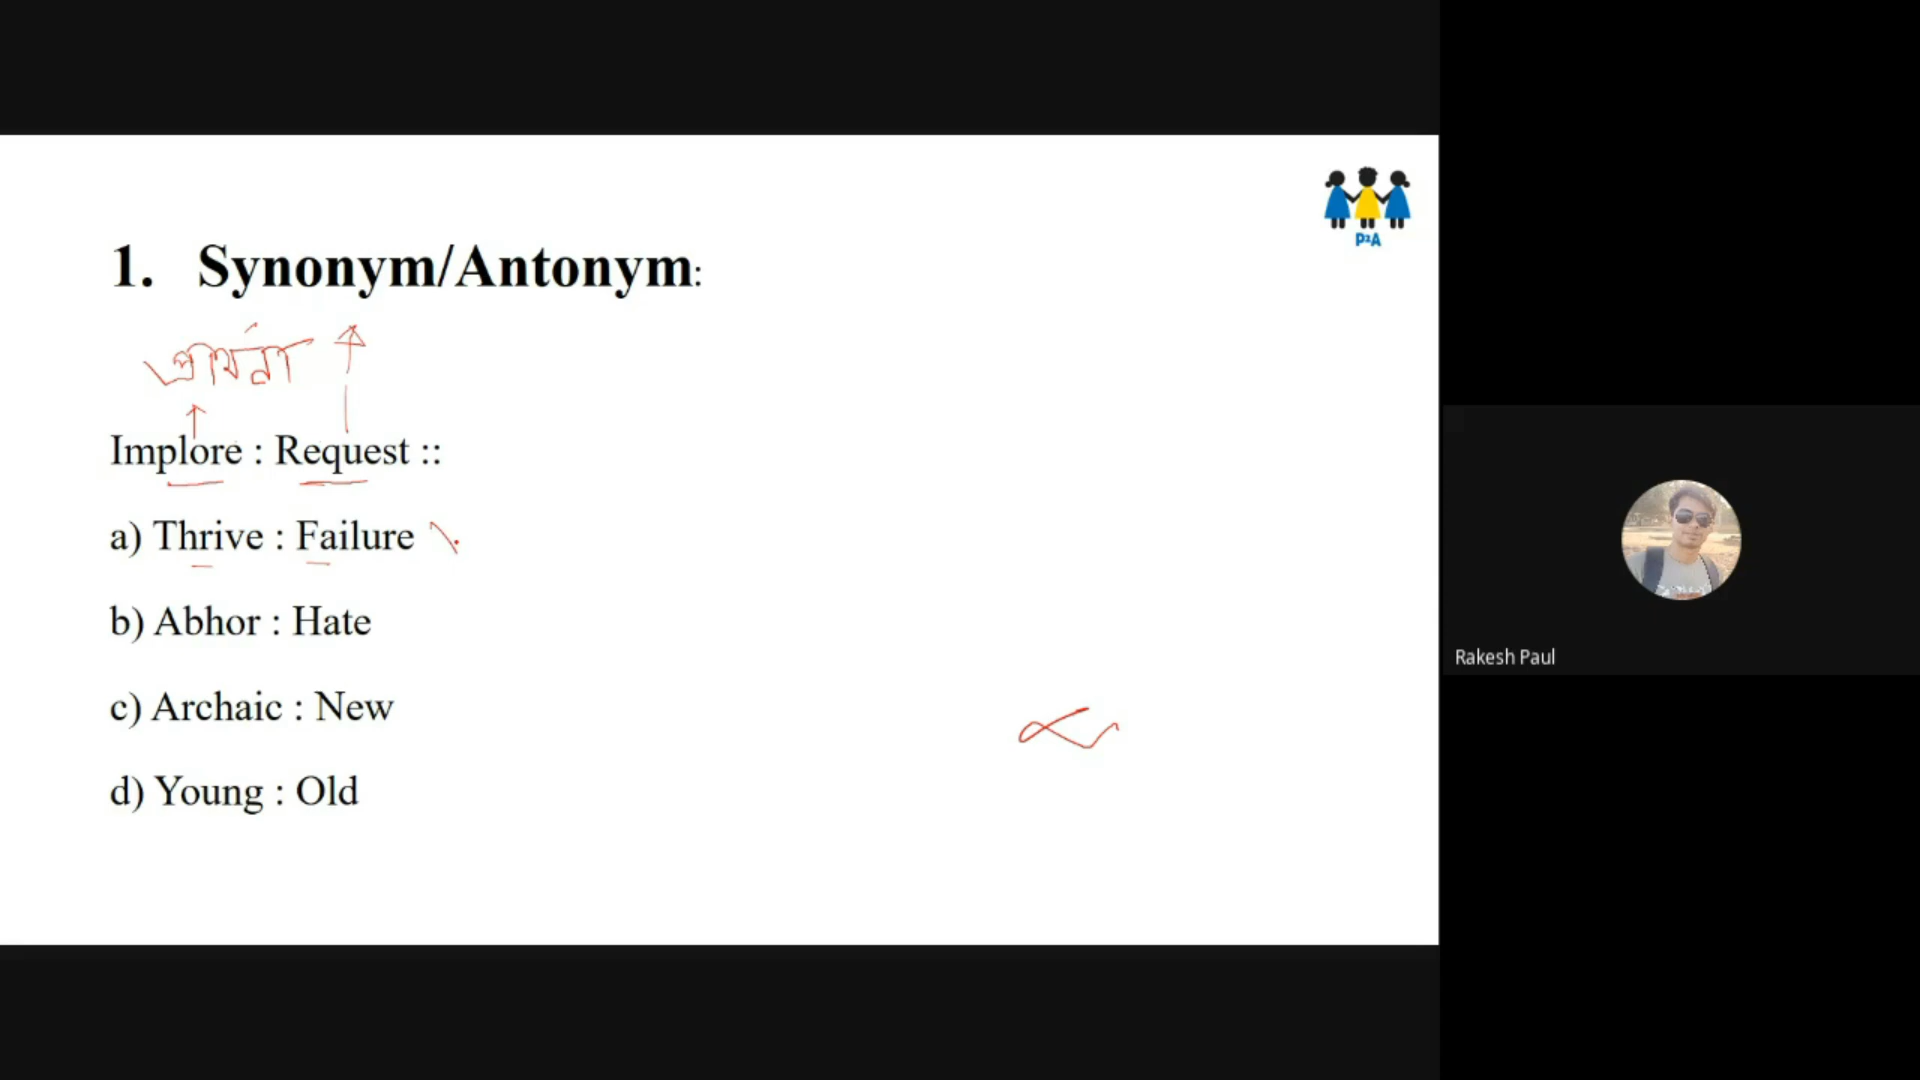 P²A
1. Synonym/Antonym:
প্রার্থনা
Implore : Request ::
a) Thrive : Failure
b) Abhor : Hate
c) Archaic : New
d) Young : Old
Rakesh Paul